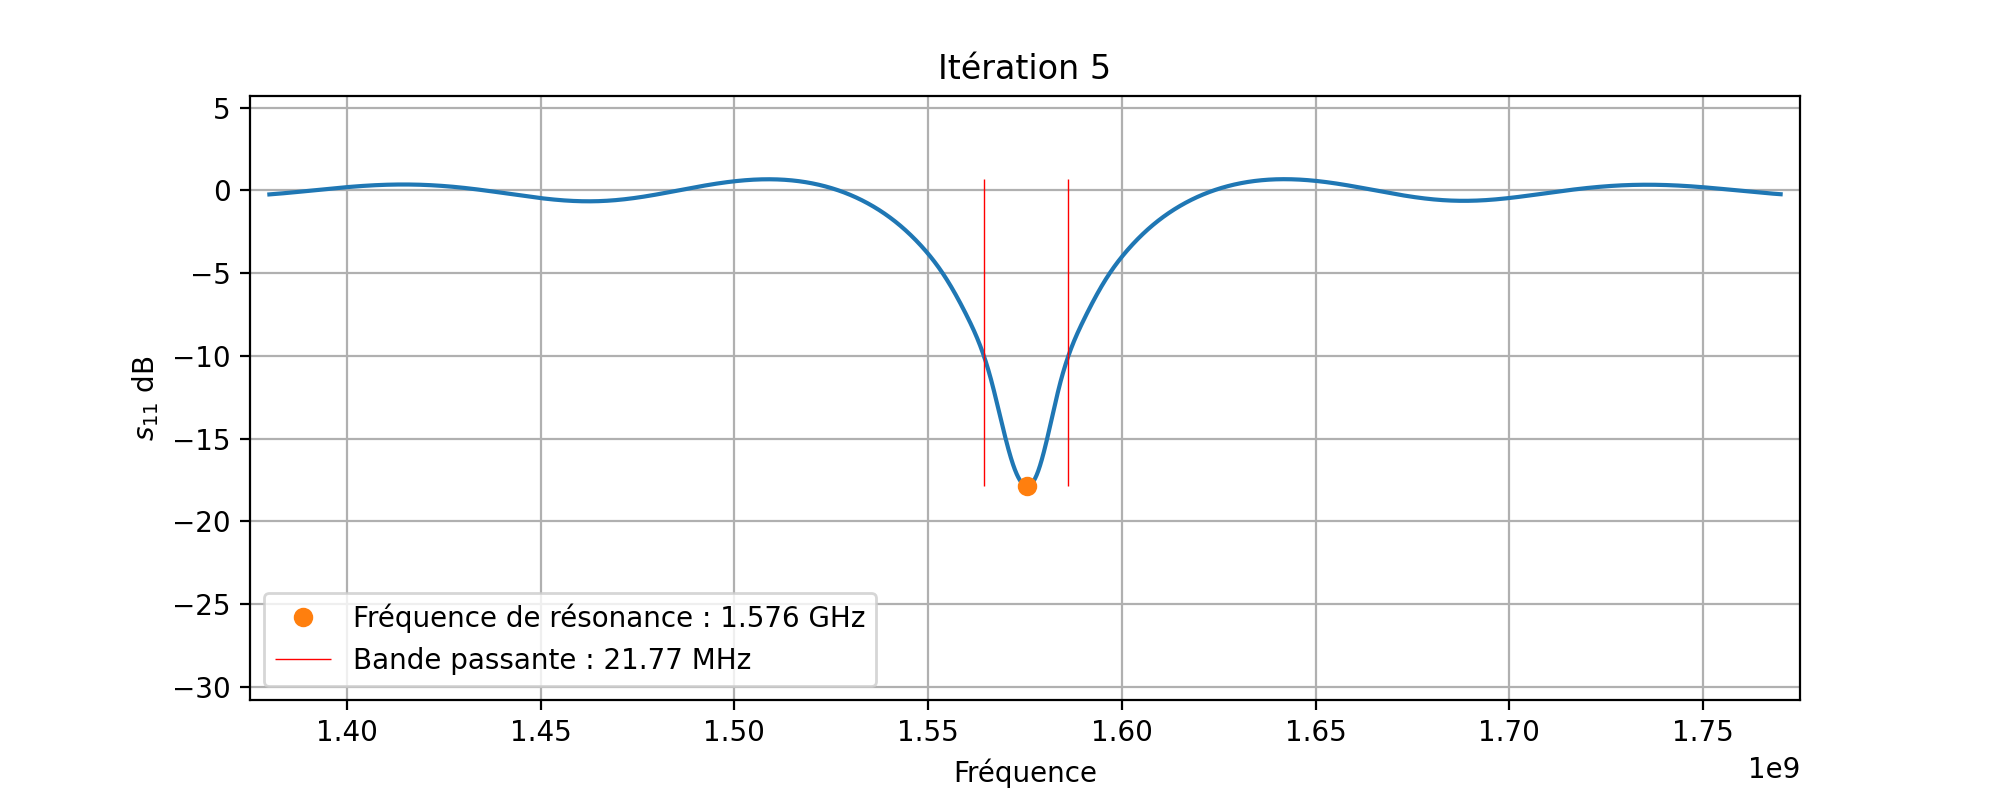 Itération 5
5
0
−5
−10
−15
−20
−25
−30
s₁₁ dB
Fréquence de résonance : 1.576 GHz
Bande passante : 21.77 MHz
1.40 1.45 1.50 1.55 1.60 1.65 1.70 1.75
Fréquence
1e9